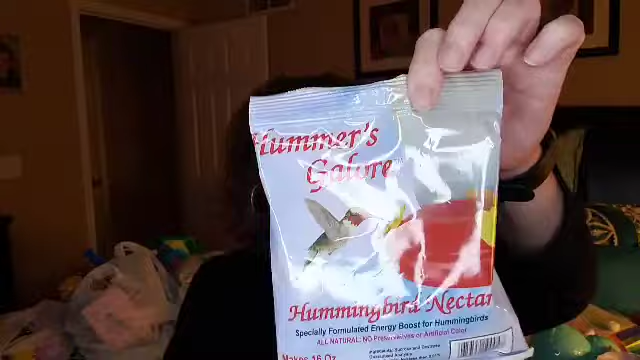 Hummer's
Galore
Hummingbird Nectar
Specially Formulated Energy Boost for Hummingbirds
ALL NATURAL: NO Preservatives or Artificial Color
Makes 16 Oz